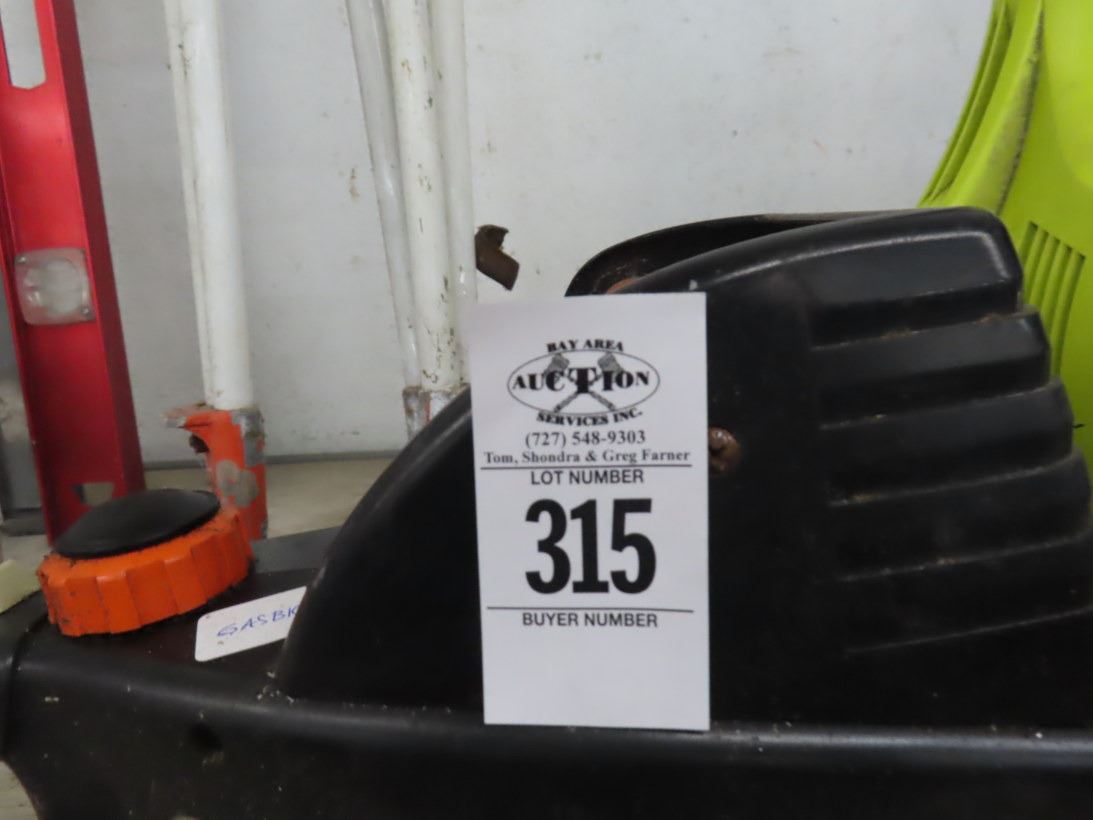 BAY AREA
AUCTION
SERVICES INC.
(727) 548-9303
Tom, Shondra & Greg Farner
LOT NUMBER
315
BUYER NUMBER